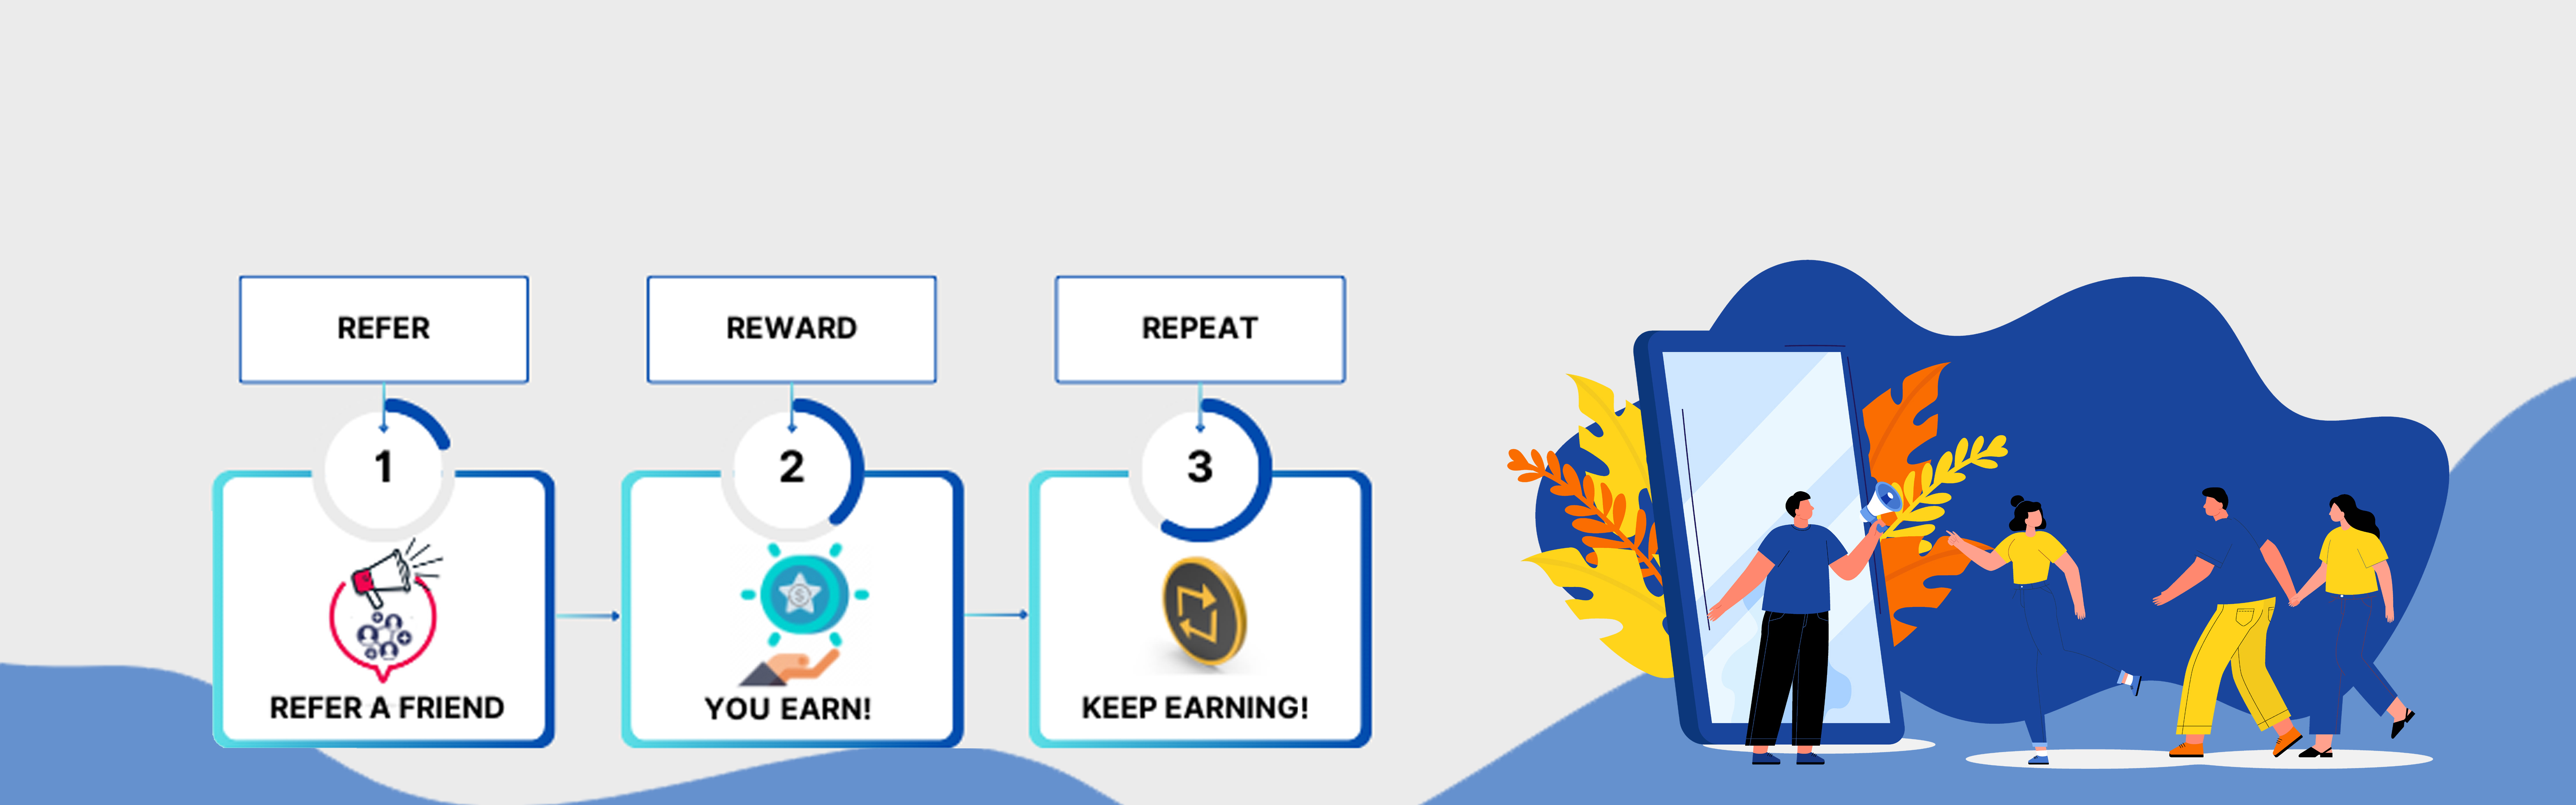 REFER
REWARD
REPEAT
1
2
3
REFER A FRIEND
YOU EARN!
KEEP EARNING!